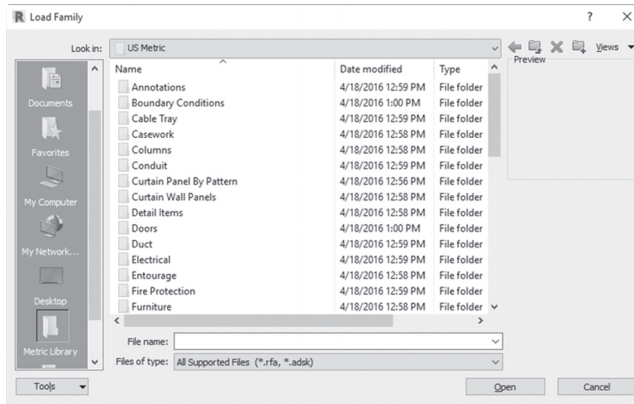 R Load Family ? X
Look in: US Metric Views
Preview
Name Date modified Type
Annotations 4/18/2016 12:59 PM File folder
Boundary Conditions 4/18/2016 1:00 PM File folder
Cable Tray 4/18/2016 12:59 PM File folder
Casework 4/18/2016 12:58 PM File folder
Columns 4/18/2016 12:58 PM File folder
Conduit 4/18/2016 12:59 PM File folder
Curtain Panel By Pattern 4/18/2016 12:56 PM File folder
Curtain Wall Panels 4/18/2016 12:58 PM File folder
Detail Items 4/18/2016 12:58 PM File folder
Doors 4/18/2016 1:00 PM File folder
Duct 4/18/2016 12:59 PM File folder
Electrical 4/18/2016 12:59 PM File folder
Entourage 4/18/2016 12:58 PM File folder
Fire Protection 4/18/2016 12:59 PM File folder
Furniture 4/18/2016 12:58 PM File folder
Documents
Favorites
My Computer
My Network...
Desktop
Metric Library
File name:
Files of type: All Supported Files (*.rfa, *.adsk)
Tools Open Cancel